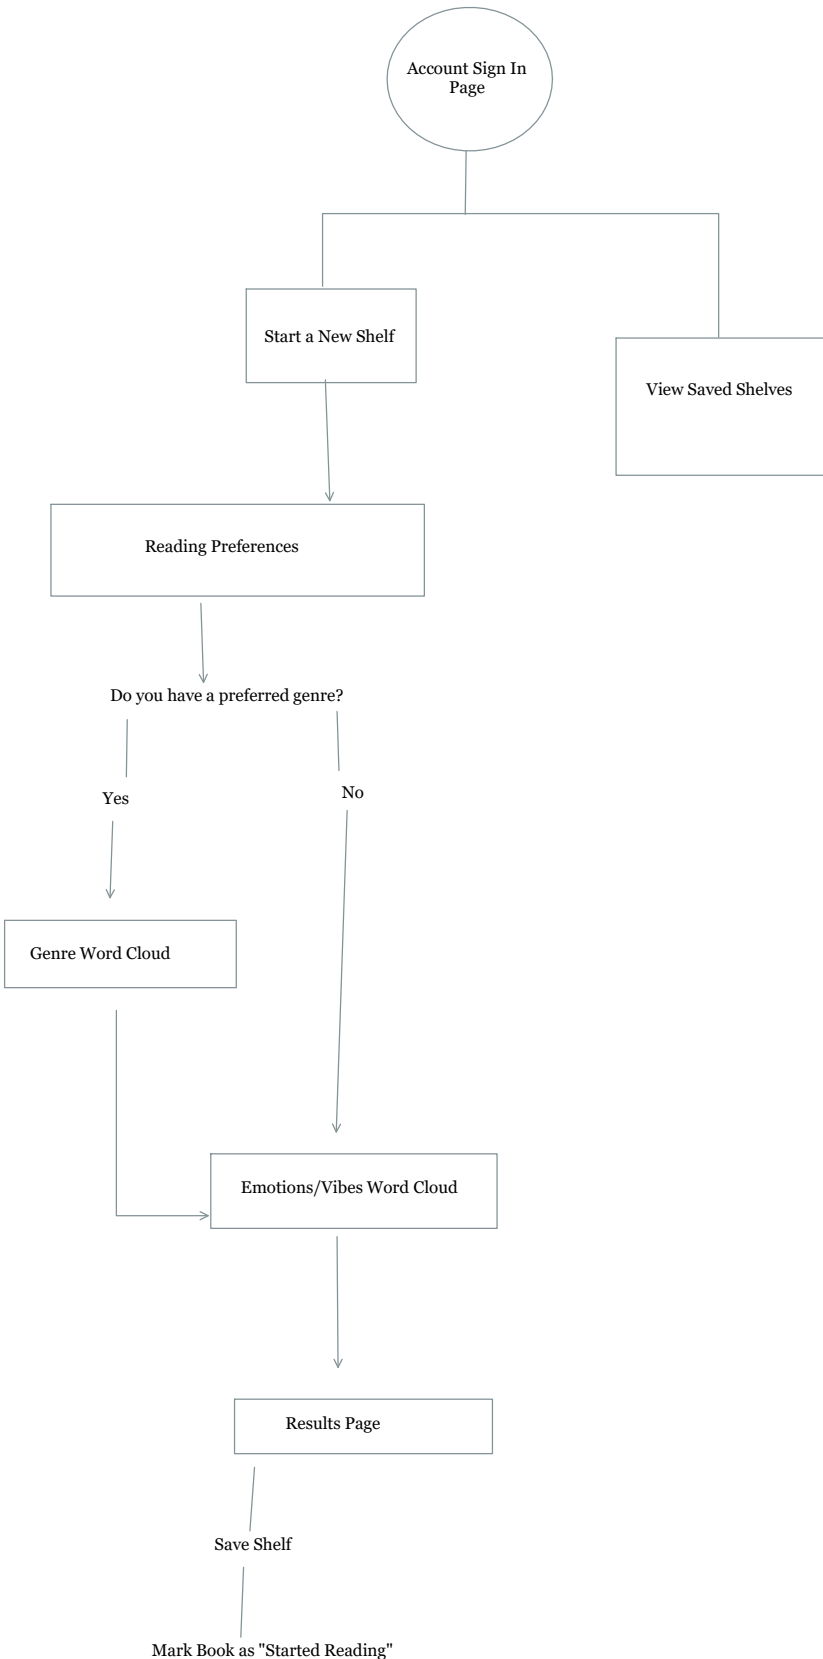 Account Sign In
Page
Start a New Shelf
View Saved Shelves
Reading Preferences
Do you have a preferred genre?
Yes
No
Genre Word Cloud
Emotions/Vibes Word Cloud
Results Page
Save Shelf
Mark Book as "Started Reading"